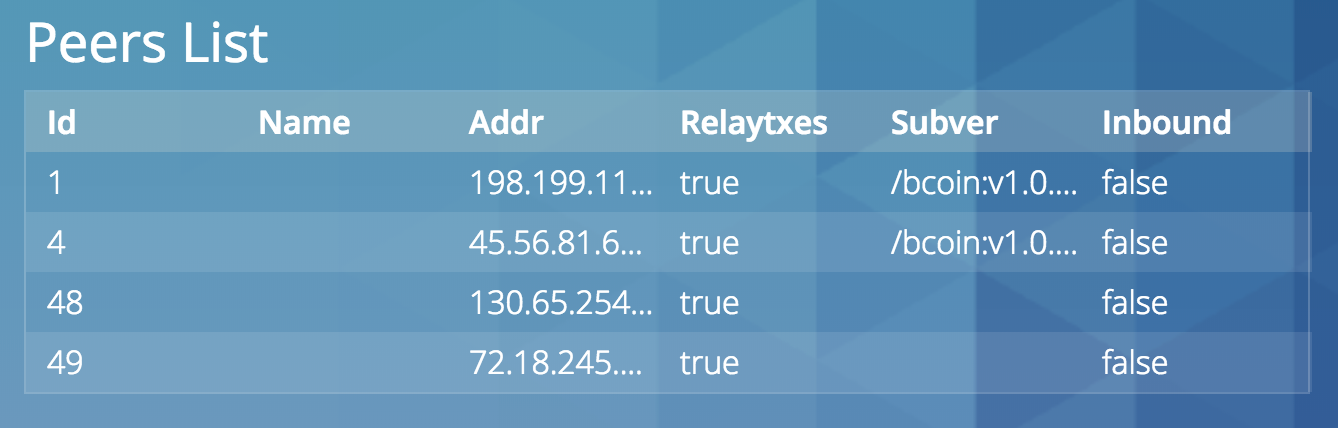 Peers List
Id Name Addr Relaytxes Subver Inbound
1 198.199.11... true /bcoin:v1.0.... false
4 45.56.81.6... true /bcoin:v1.0.... false
48 130.65.254... true false
49 72.18.245.... true false